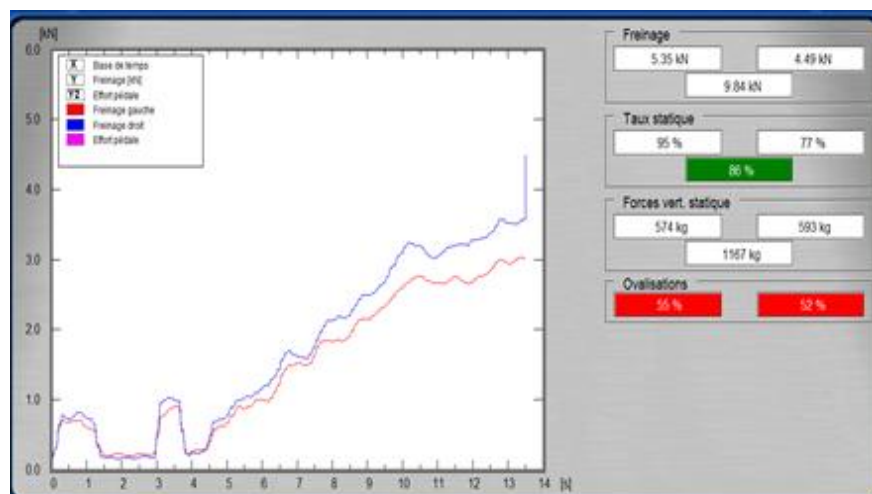 [kN]
6.0
5.0
4.0
3.0
2.0
1.0
0.0
0 1 2 3 4 5 6 7 8 9 10 11 12 13 14 [s]
X Base de temps
Y Freinage [kN]
Y2 Effort pédale
Freinage gauche
Freinage droit
Effort pédale
Freinage
5.35 kN 4.49 kN
9.84 kN
Taux statique
95 % 77 %
86 %
Forces vert. statique
574 kg 593 kg
1167 kg
Ovalisations
55 % 52 %